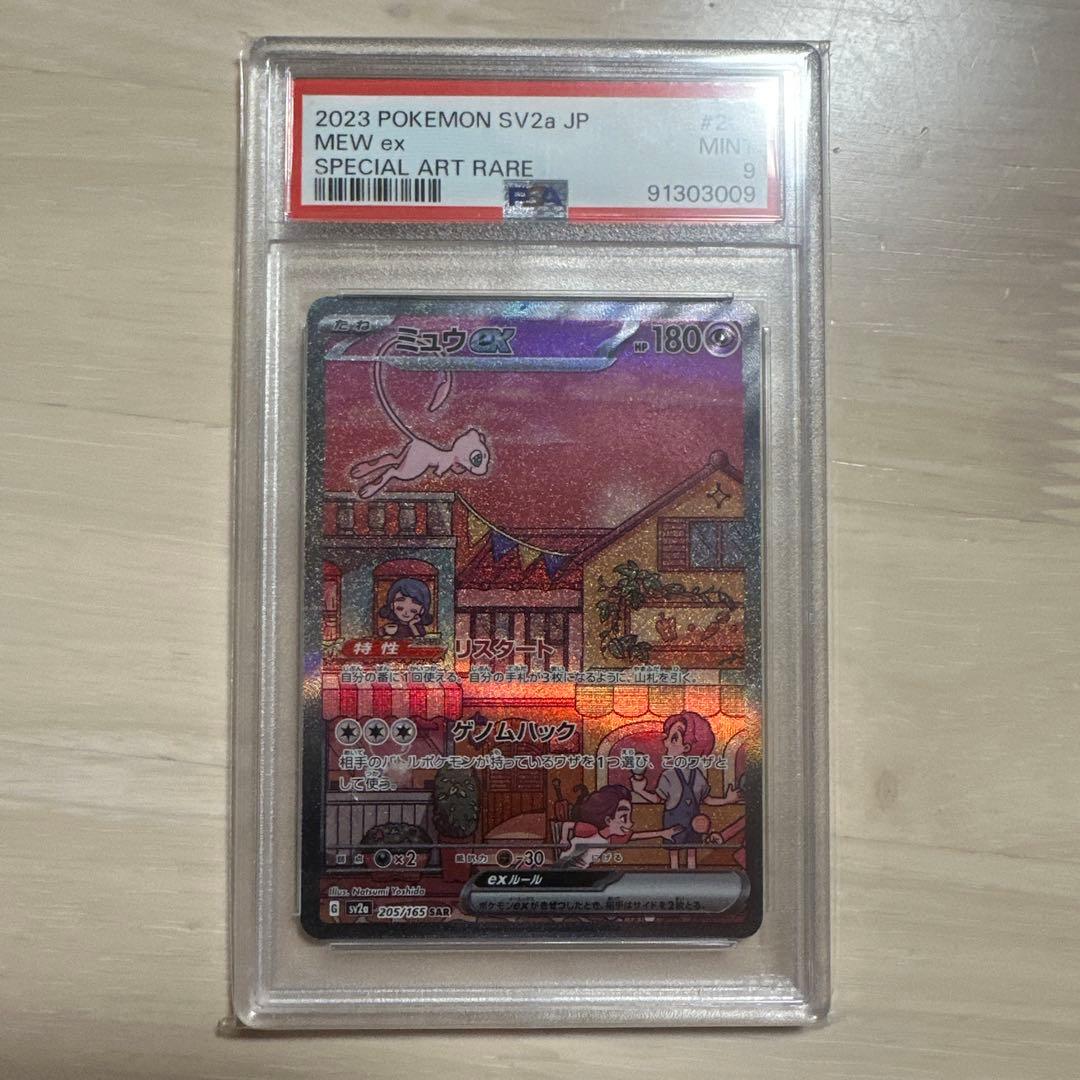 2023 POKEMON SV2a JP
MEW ex
MINT
SPECIAL ART RARE
9
PSA
91303009
たね
ミュウex
HP 180
特性 リスタート
自分の番に1回使える。自分の手札が3枚になるように、山札を引く。
ゲノムハック
相手のバトルポケモンが持っているワザを1つ選び、このワザと
して使う。
弱点 ×2 抵抗力 -30 にげる
exルール
ポケモンexがきぜつしたとき、相手はサイドを2枚とる。
Illus. Natsumi Yoshida
G sv2a 205/165 SAR